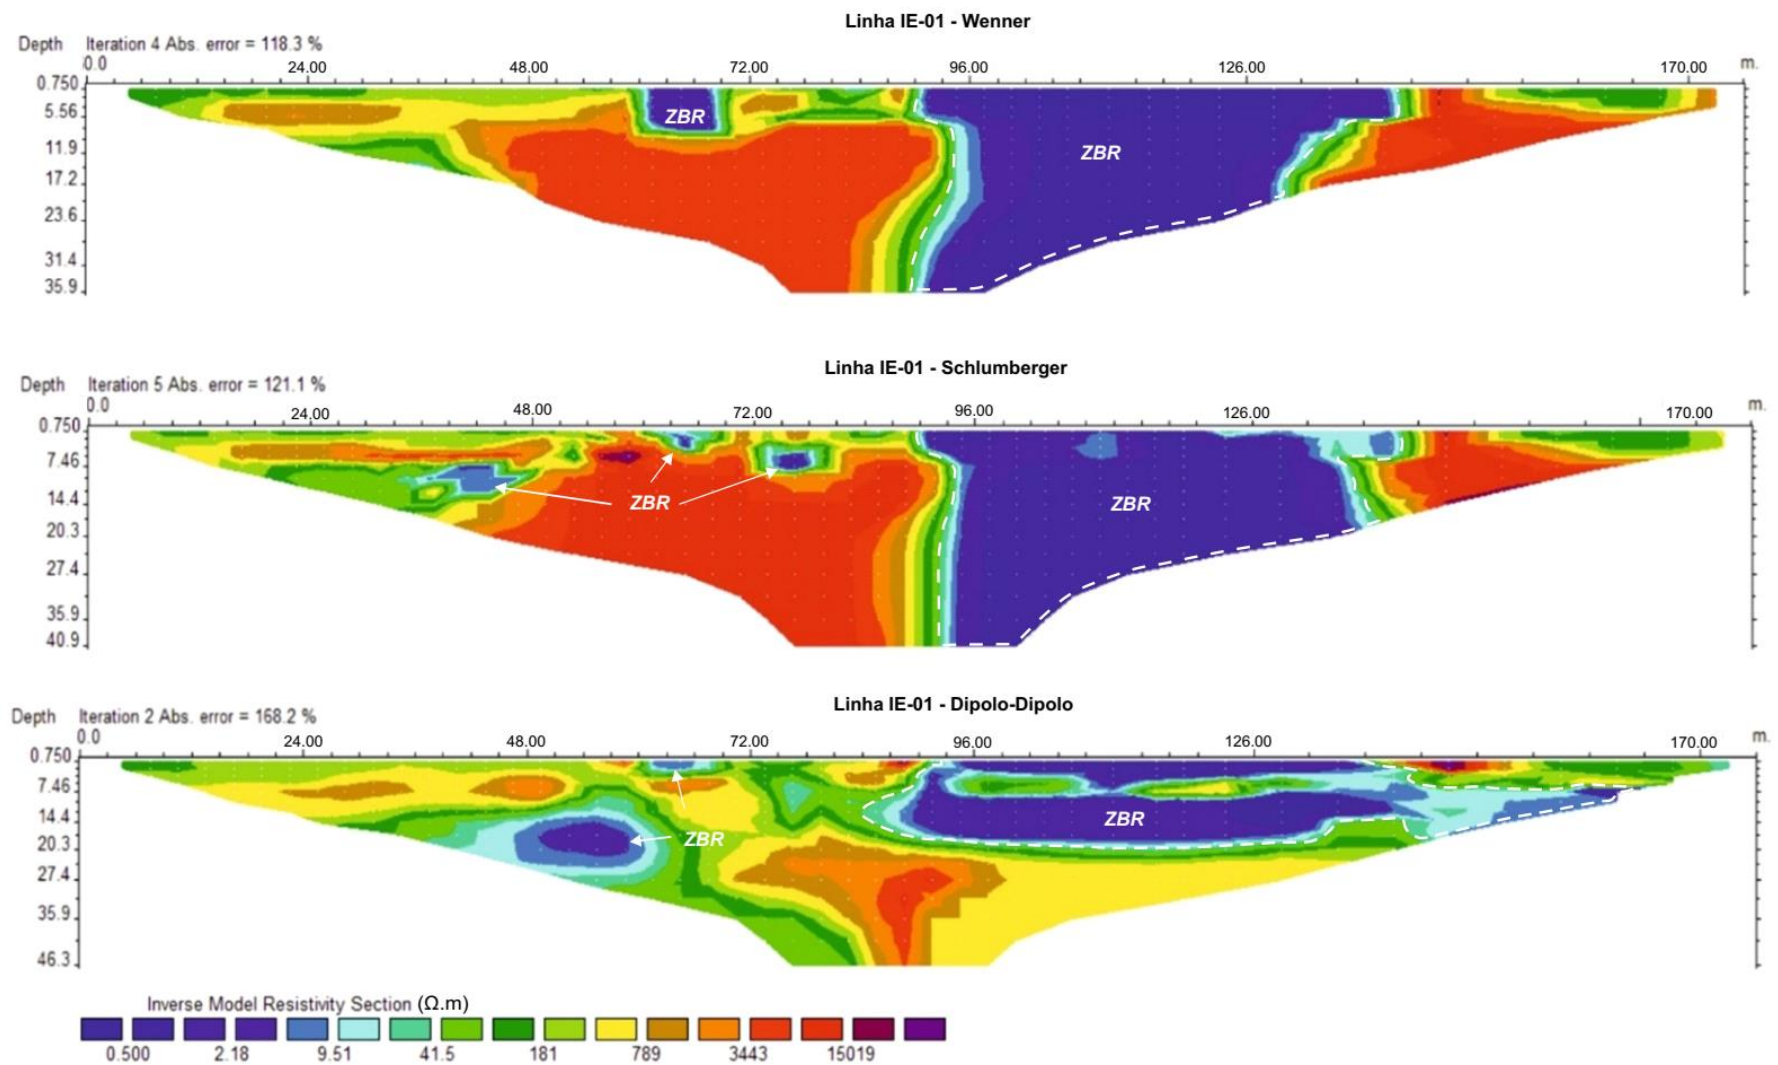 Linha IE-01 - Wenner
Depth Iteration 4 Abs. error = 118.3 %
0.0 24.00 48.00 72.00 96.00 126.00 170.00 m.
0.750
5.56
11.9
17.2
23.6
31.4
35.9
ZBR
ZBR
Linha IE-01 - Schlumberger
Depth Iteration 5 Abs. error = 121.1 %
0.0 24.00 48.00 72.00 96.00 126.00 170.00 m.
0.750
7.46
14.4
20.3
27.4
35.9
40.9
ZBR
ZBR
Linha IE-01 - Dipolo-Dipolo
Depth Iteration 2 Abs. error = 168.2 %
0.0 24.00 48.00 72.00 96.00 126.00 170.00 m.
0.750
7.46
14.4
20.3
27.4
35.9
46.3
ZBR
ZBR
Inverse Model Resistivity Section (Ω.m)
0.500 2.18 9.51 41.5 181 789 3443 15019